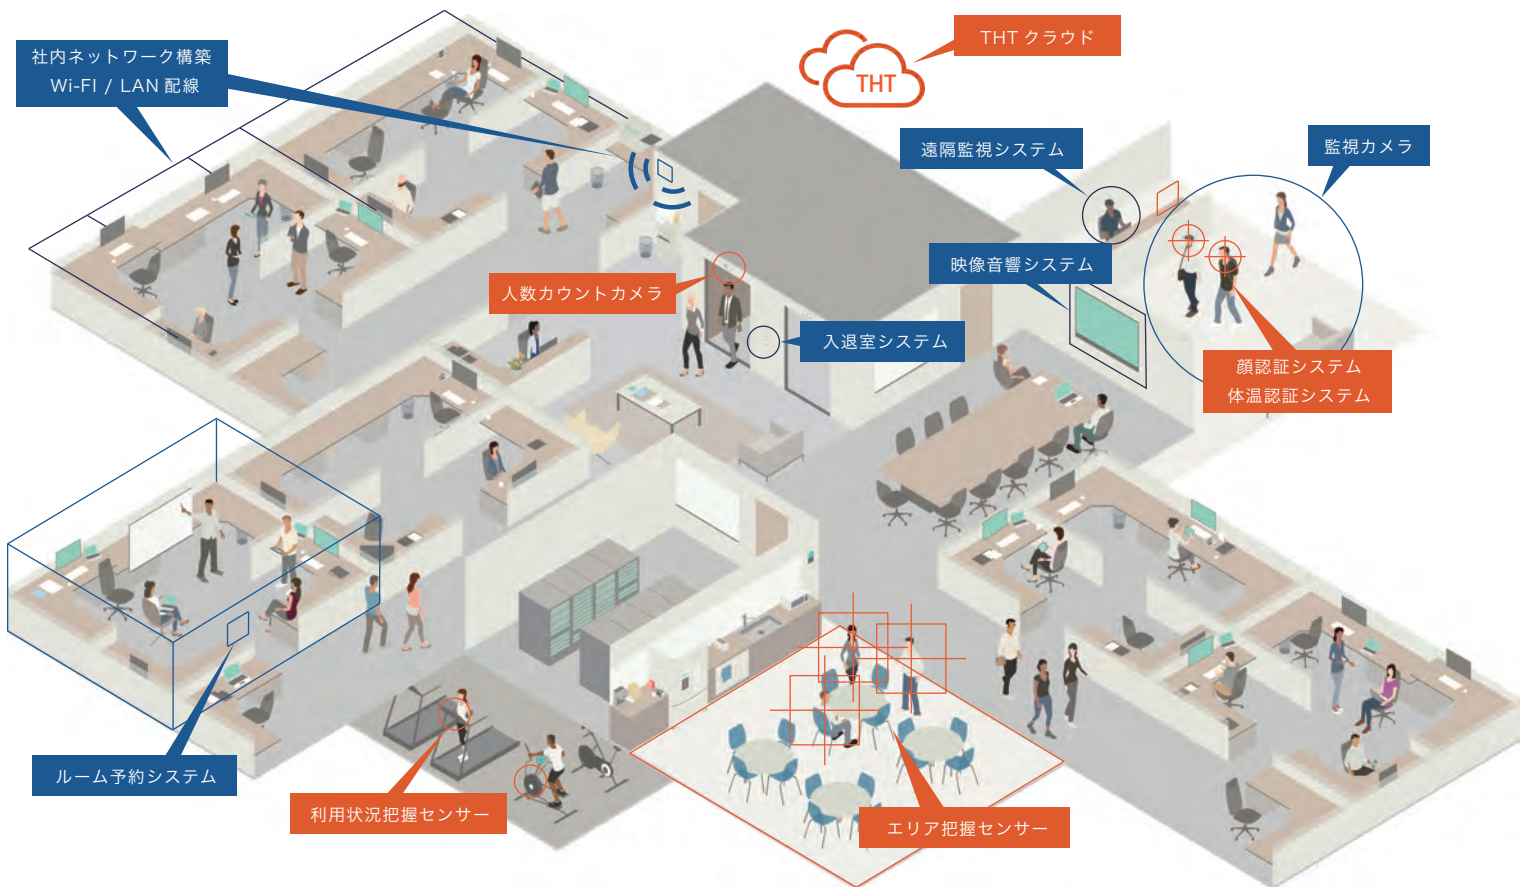 社内ネットワーク構築
Wi-FI / LAN 配線
THT クラウド
THT
遠隔監視システム
監視カメラ
映像音響システム
人数カウントカメラ
入退室システム
顔認証システム
体温認証システム
ルーム予約システム
利用状況把握センサー
エリア把握センサー